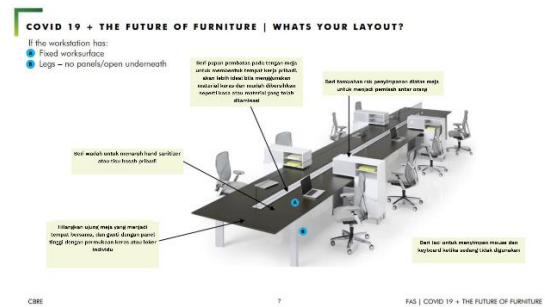 COVID 19 + THE FUTURE OF FURNITURE | WHATS YOUR LAYOUT?
If the workstation has:
A Fixed worksurface
B Legs – no panels/open underneath
Beri papan pembatas pada tengah meja
untuk membentuk tempat kerja pribadi,
akan lebih ideal bila menggunakan
material keras dan mudah dibersihkan
seperti kaca atau material yang telah
dilaminasi
Beri tambahan rak penyimpanan diatas meja
untuk menjadi pemisah antar orang
Beri wadah untuk menaruh hand sanitizer
atau tisu basah pribadi
A
B
Hilangkan ujung meja yang menjadi
tempat bersama, dan ganti dengan panel
tinggi dengan permukaan keras atau loker
individu
Beri laci untuk menyimpan mouse dan
keyboard ketika sedang tidak digunakan
CBRE
7
FAS | COVID 19 + THE FUTURE OF FURNITURE